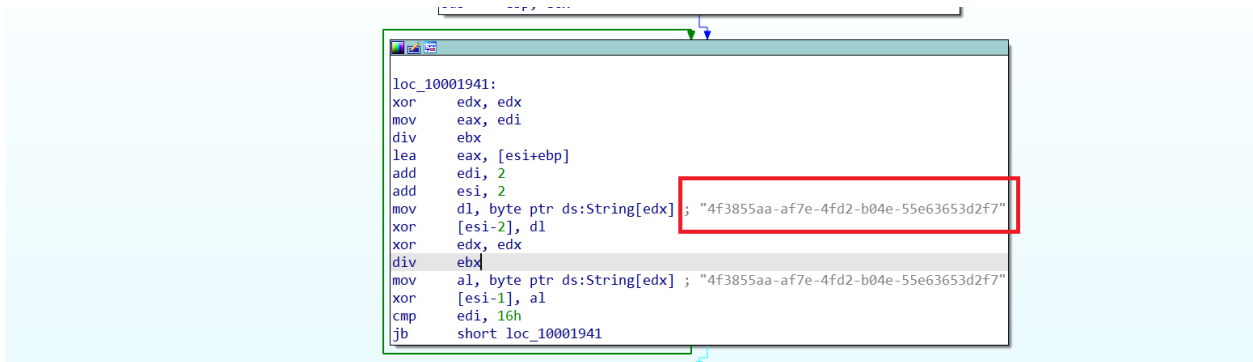 loc_10001941:
xor edx, edx
mov eax, edi
div ebx
lea eax, [esi+ebp]
add edi, 2
add esi, 2
mov dl, byte ptr ds:String[edx] ; "4f3855aa-af7e-4fd2-b04e-55e63653d2f7"
xor [esi-2], dl
xor edx, edx
div ebx
mov al, byte ptr ds:String[edx] ; "4f3855aa-af7e-4fd2-b04e-55e63653d2f7"
xor [esi-1], al
cmp edi, 16h
jb short loc_10001941